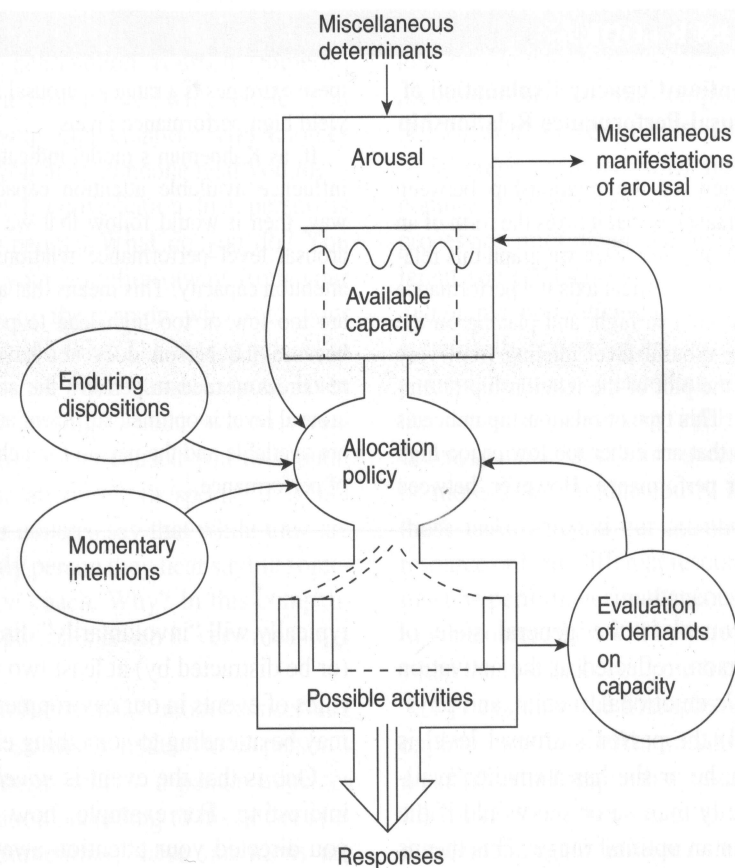 Miscellaneous
determinants
Arousal
Miscellaneous
manifestations
of arousal
Available
capacity
Enduring
dispositions
Allocation
policy
Momentary
intentions
Evaluation
of demands
on
capacity
Possible activities
Responses